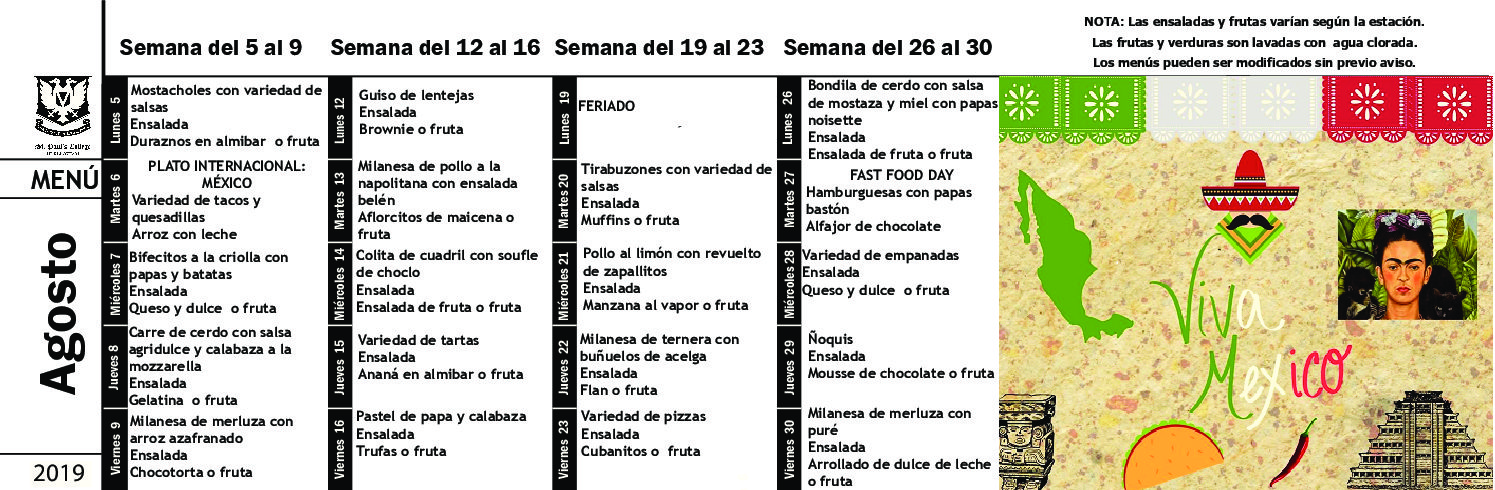 NOTA: Las ensaladas y frutas varían según la estación.
Las frutas y verduras son lavadas con agua clorada.
Los menús pueden ser modificados sin previo aviso.
St. Paul's College
MENÚ
Agosto
2019
Semana del 5 al 9
Lunes 5
Mostacholes con variedad de
salsas
Ensalada
Duraznos en almibar o fruta
Martes 6
PLATO INTERNACIONAL:
MÉXICO
Variedad de tacos y
quesadillas
Arroz con leche
Miércoles 7
Bifecitos a la criolla con
papas y batatas
Ensalada
Queso y dulce o fruta
Jueves 8
Carre de cerdo con salsa
agridulce y calabaza a la
mozzarella
Ensalada
Gelatina o fruta
Viernes 9
Milanesa de merluza con
arroz azafranado
Ensalada
Chocotorta o fruta
Semana del 12 al 16
Lunes 12
Guiso de lentejas
Ensalada
Brownie o fruta
Martes 13
Milanesa de pollo a la
napolitana con ensalada
belén
Aflorcitos de maicena o
fruta
Miércoles 14
Colita de cuadril con soufle
de choclo
Ensalada
Ensalada de fruta o fruta
Jueves 15
Variedad de tartas
Ensalada
Ananá en almibar o fruta
Viernes 16
Pastel de papa y calabaza
Ensalada
Trufas o fruta
Semana del 19 al 23
Lunes 19
FERIADO
Martes 20
Tirabuzones con variedad de
salsas
Ensalada
Muffins o fruta
Miércoles 21
Pollo al limón con revuelto
de zapallitos
Ensalada
Manzana al vapor o fruta
Jueves 22
Milanesa de ternera con
buñuelos de acelga
Ensalada
Flan o fruta
Viernes 23
Variedad de pizzas
Ensalada
Cubanitos o fruta
Semana del 26 al 30
Lunes 26
Bondila de cerdo con salsa
de mostaza y miel con papas
noisette
Ensalada
Ensalada de fruta o fruta
Martes 27
FAST FOOD DAY
Hamburguesas con papas
bastón
Alfajor de chocolate
Miércoles 28
Variedad de empanadas
Ensalada
Queso y dulce o fruta
Jueves 29
Ñoquis
Ensalada
Mousse de chocolate o fruta
Viernes 30
Milanesa de merluza con
puré
Ensalada
Arrollado de dulce de leche
o fruta
Viva
Mexico